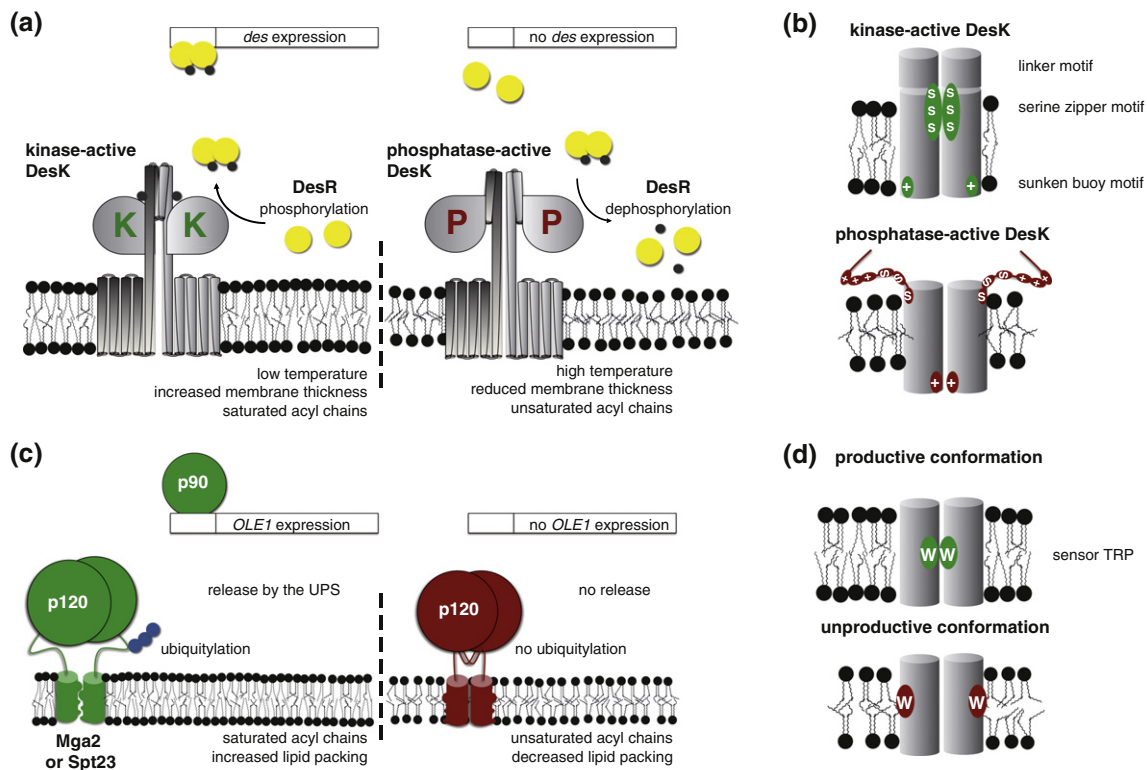 (a)
des expression
no des expression
kinase-active
DesK
K K
DesR
phosphorylation
phosphatase-active
DesK
P P
DesR
dephosphorylation
low temperature
increased membrane thickness
saturated acyl chains
high temperature
reduced membrane thickness
unsaturated acyl chains
(b)
kinase-active DesK
linker motif
S S
S S
S S
serine zipper motif
+ +
sunken buoy motif
phosphatase-active DesK
+ + + S S S
S S S + + +
+ +
(c)
p90
OLE1 expression
no OLE1 expression
p120
release by the UPS
ubiquitylation
p120
no release
no ubiquitylation
Mga2
or Spt23
saturated acyl chains
increased lipid packing
unsaturated acyl chains
decreased lipid packing
(d)
productive conformation
W W
sensor TRP
unproductive conformation
W W